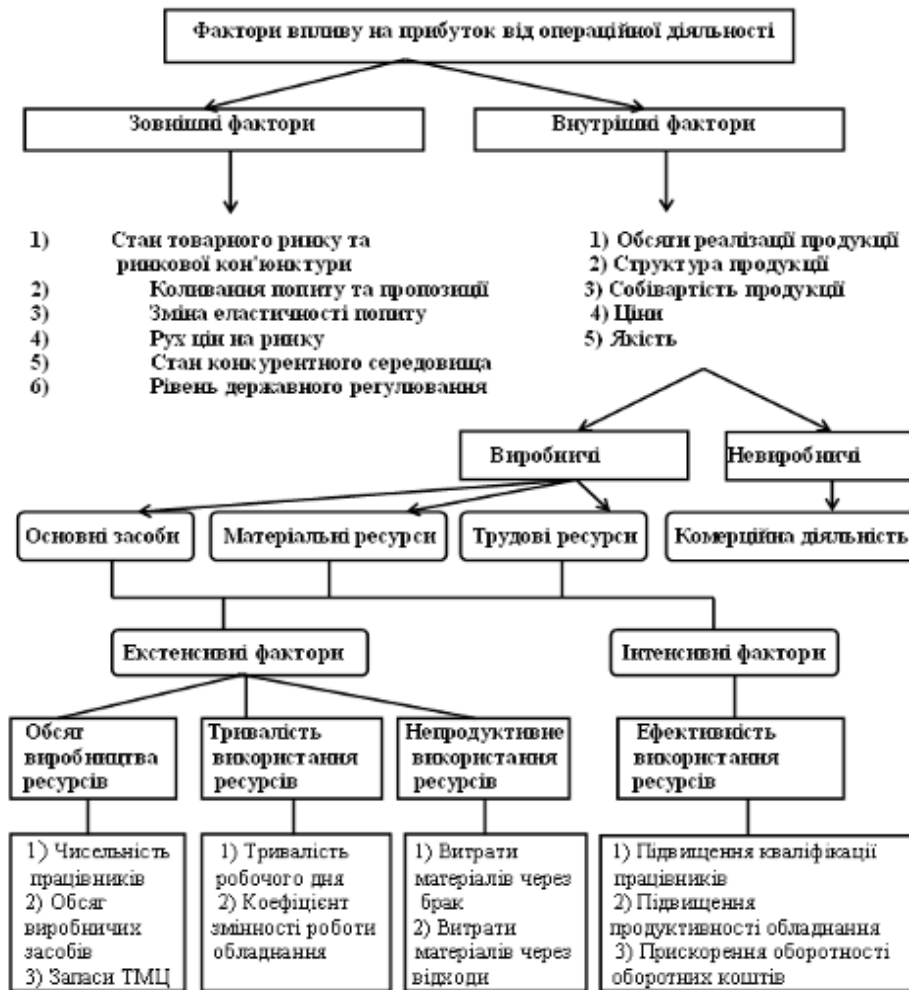 Фактори впливу на прибуток від операційної діяльності
Зовнішні фактори
Внутрішні фактори
1) Стан товарного ринку та
ринкової кон'юнктури
2) Коливання попиту та пропозиції
3) Зміна еластичності попиту
4) Рух цін на ринку
5) Стан конкурентного середовища
6) Рівень державного регулювання
1) Обсяги реалізації продукції
2) Структура продукції
3) Собівартість продукції
4) Ціни
5) Якість
Виробничі
Невиробничі
Основні засоби
Матеріальні ресурси
Трудові ресурси
Комерційна діяльність
Екстенсивні фактори
Інтенсивні фактори
Обсяг
виробництва
ресурсів
Тривалість
використання
ресурсів
Непродуктивне
використання
ресурсів
Ефективність
використання
ресурсів
1) Чисельність
працівників
2) Обсяг
виробничих
засобів
3) Запаси ТМЦ
1) Тривалість
робочого дня
2) Коефіцієнт
змінності роботи
обладнання
1) Витрати
матеріалів через
брак
2) Витрати
матеріалів через
відходи
1) Підвищення кваліфікації
працівників
2) Підвищення
продуктивності обладнання
3) Прискорення оборотності
оборотних коштів